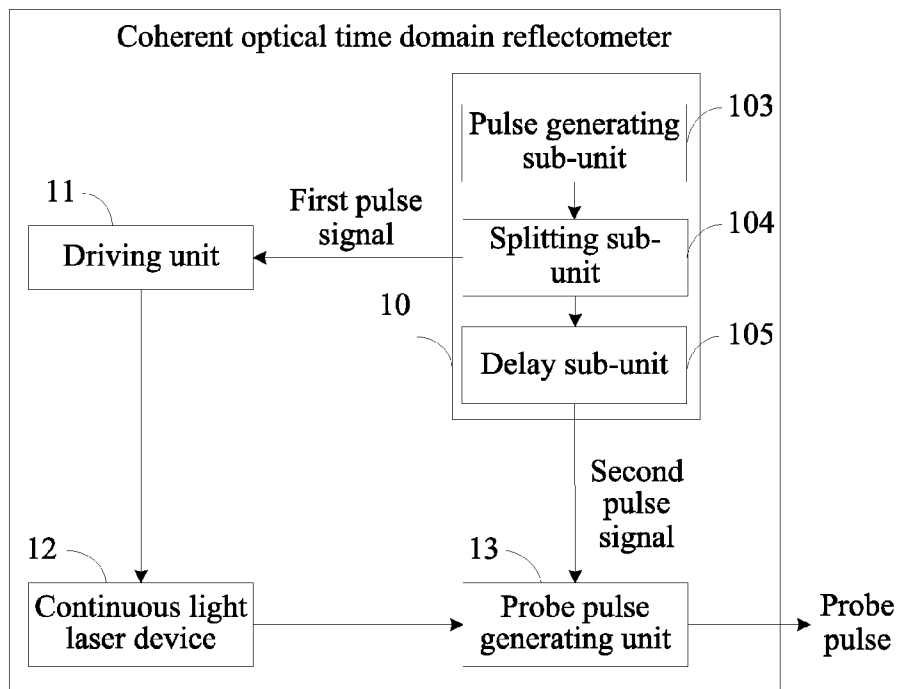 Coherent optical time domain reflectometer
103
Pulse generating
sub-unit
11
First pulse
signal
104
Driving unit
Splitting sub-
unit
10
105
Delay sub-unit
Second
pulse
signal
12
13
Continuous light
laser device
Probe pulse
generating unit
Probe
pulse